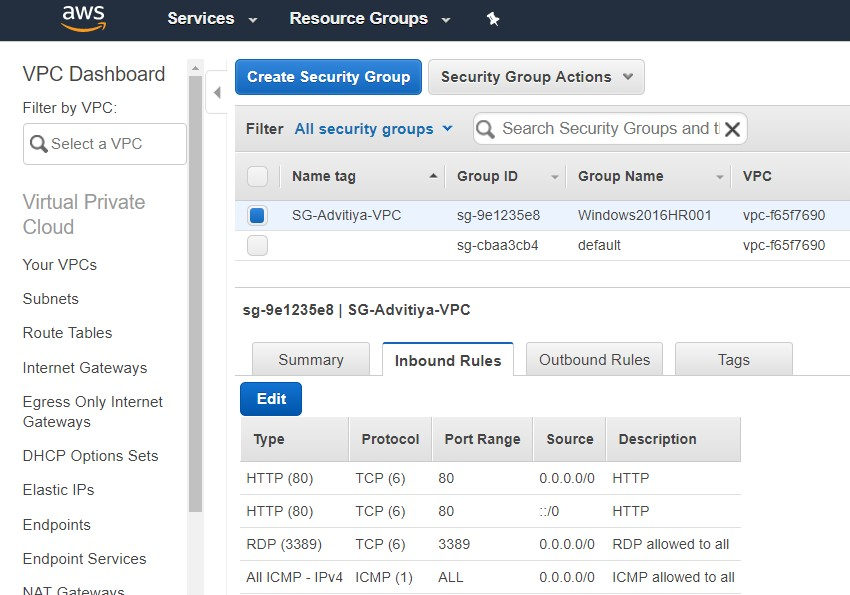 aws
Services
Resource Groups
VPC Dashboard
Filter by VPC:
Select a VPC
Virtual Private
Cloud
Your VPCs
Subnets
Route Tables
Internet Gateways
Egress Only Internet
Gateways
DHCP Options Sets
Elastic IPs
Endpoints
Endpoint Services
NAT Gateways
Create Security Group
Security Group Actions
Filter All security groups
Search Security Groups and t
Name tag Group ID Group Name VPC
SG-Advitiya-VPC sg-9e1235e8 Windows2016HR001 vpc-f65f7690
sg-cbaa3cb4 default vpc-f65f7690
sg-9e1235e8 | SG-Advitiya-VPC
Summary Inbound Rules Outbound Rules Tags
Edit
Type Protocol Port Range Source Description
HTTP (80) TCP (6) 80 0.0.0.0/0 HTTP
HTTP (80) TCP (6) 80 ::/0 HTTP
RDP (3389) TCP (6) 3389 0.0.0.0/0 RDP allowed to all
All ICMP - IPv4 ICMP (1) ALL 0.0.0.0/0 ICMP allowed to all